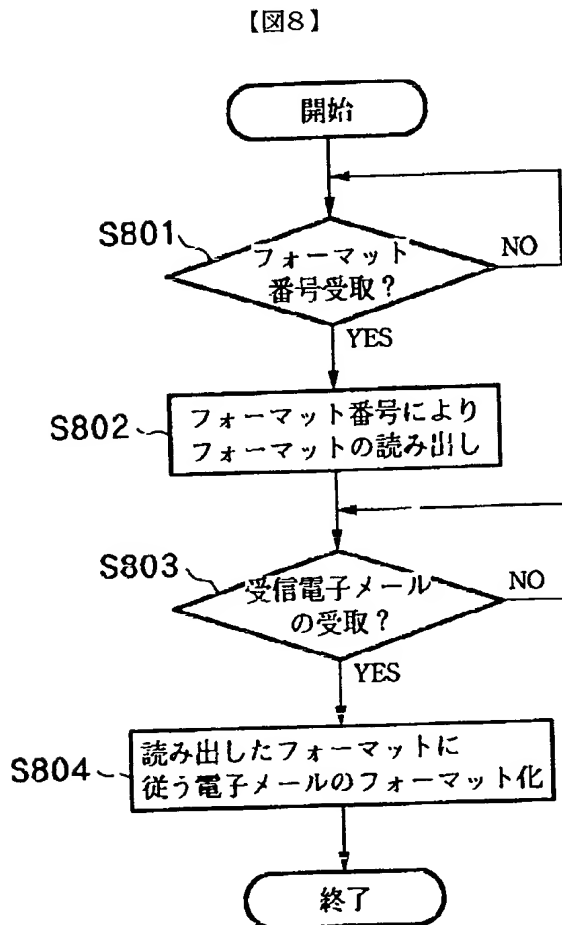 【図8】
開始
S801
フォーマット
番号受取？
NO
YES
S802
フォーマット番号により
フォーマットの読み出し
S803
受信電子メール
の受取？
NO
YES
S804
読み出したフォーマットに
従う電子メールのフォーマット化
終了